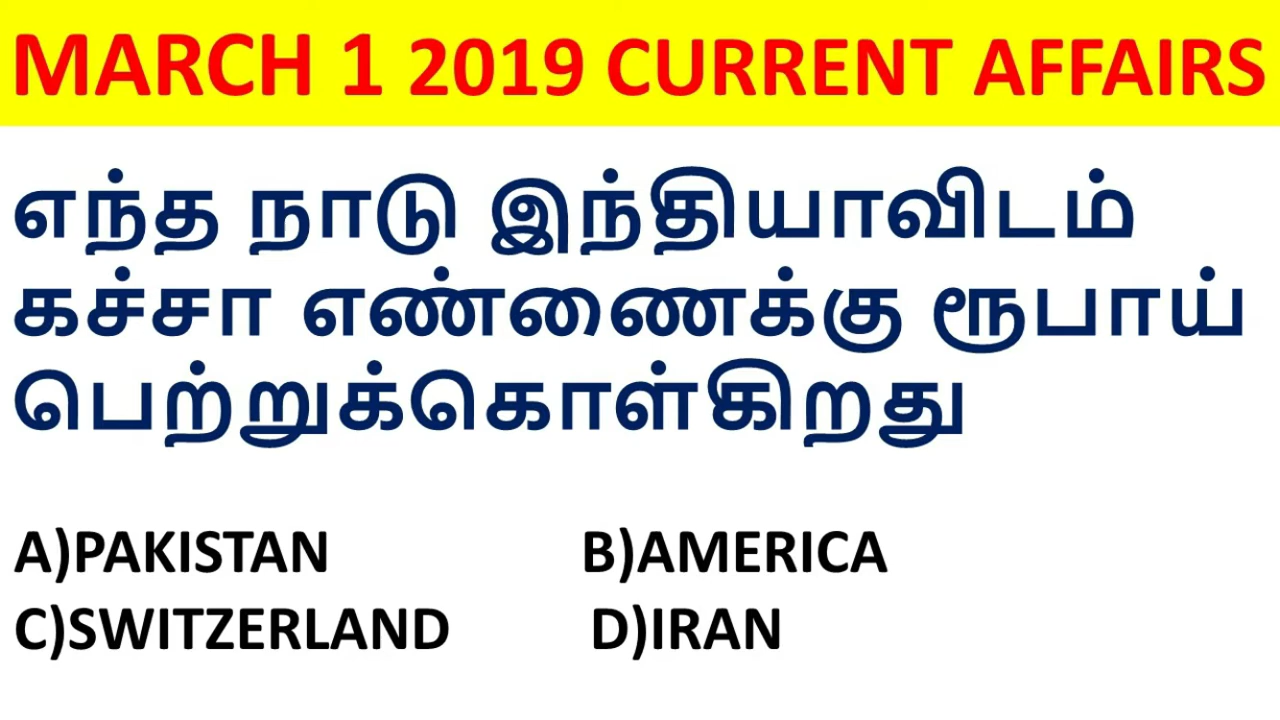 MARCH 1 2019 CURRENT AFFAIRS
எந்த நாடு இந்தியாவிடம்
கச்சா எண்ணைக்கு ரூபாய்
பெற்றுக்கொள்கிறது
A)PAKISTAN B)AMERICA
C)SWITZERLAND D)IRAN